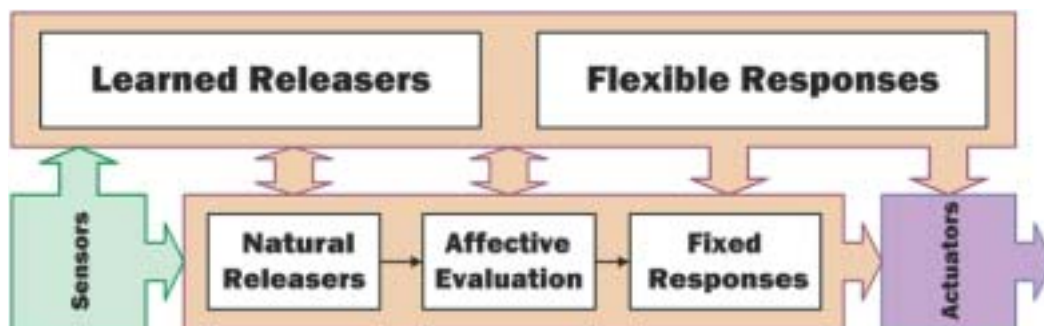 Learned Releasers
Flexible Responses
Sensors
Natural
Releasers
Affective
Evaluation
Fixed
Responses
Actuators